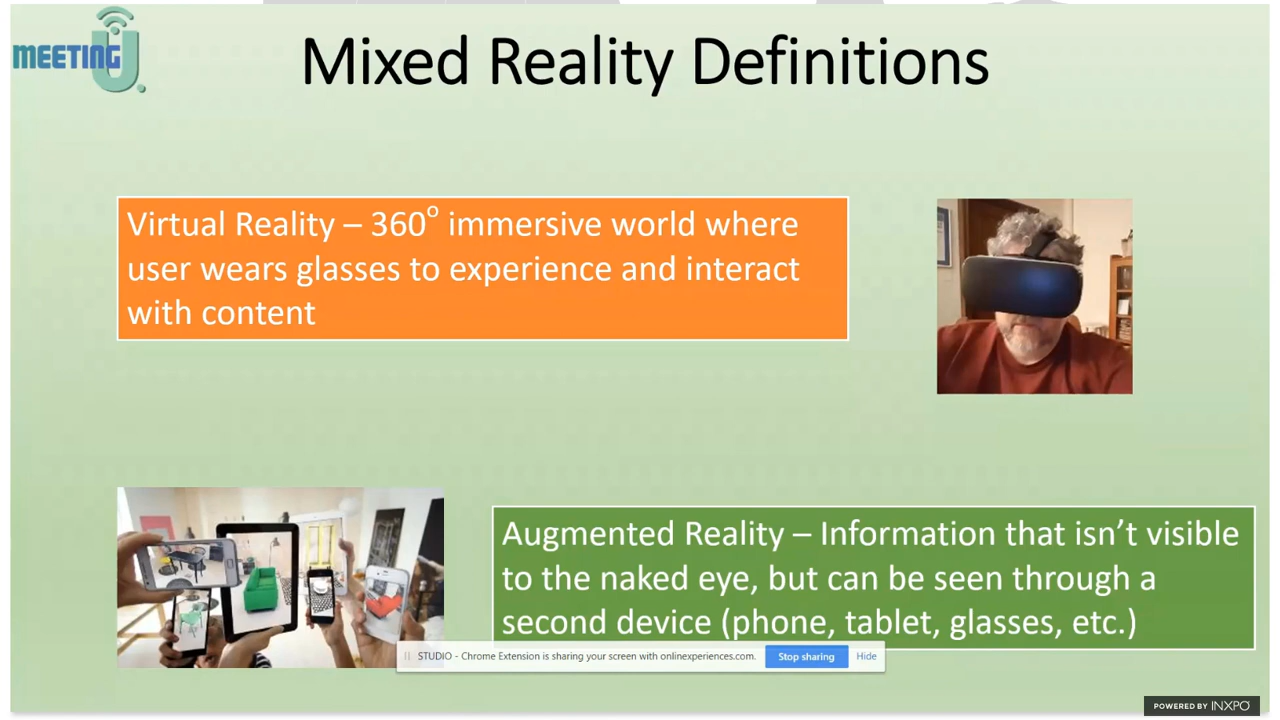 MEETING U
Mixed Reality Definitions
Virtual Reality – 360° immersive world where
user wears glasses to experience and interact
with content
Augmented Reality – Information that isn’t visible
to the naked eye, but can be seen through a
second device (phone, tablet, glasses, etc.)
STUDIO - Chrome Extension is sharing your screen with onlinexperiences.com. Stop sharing Hide
POWERED BY INXPO